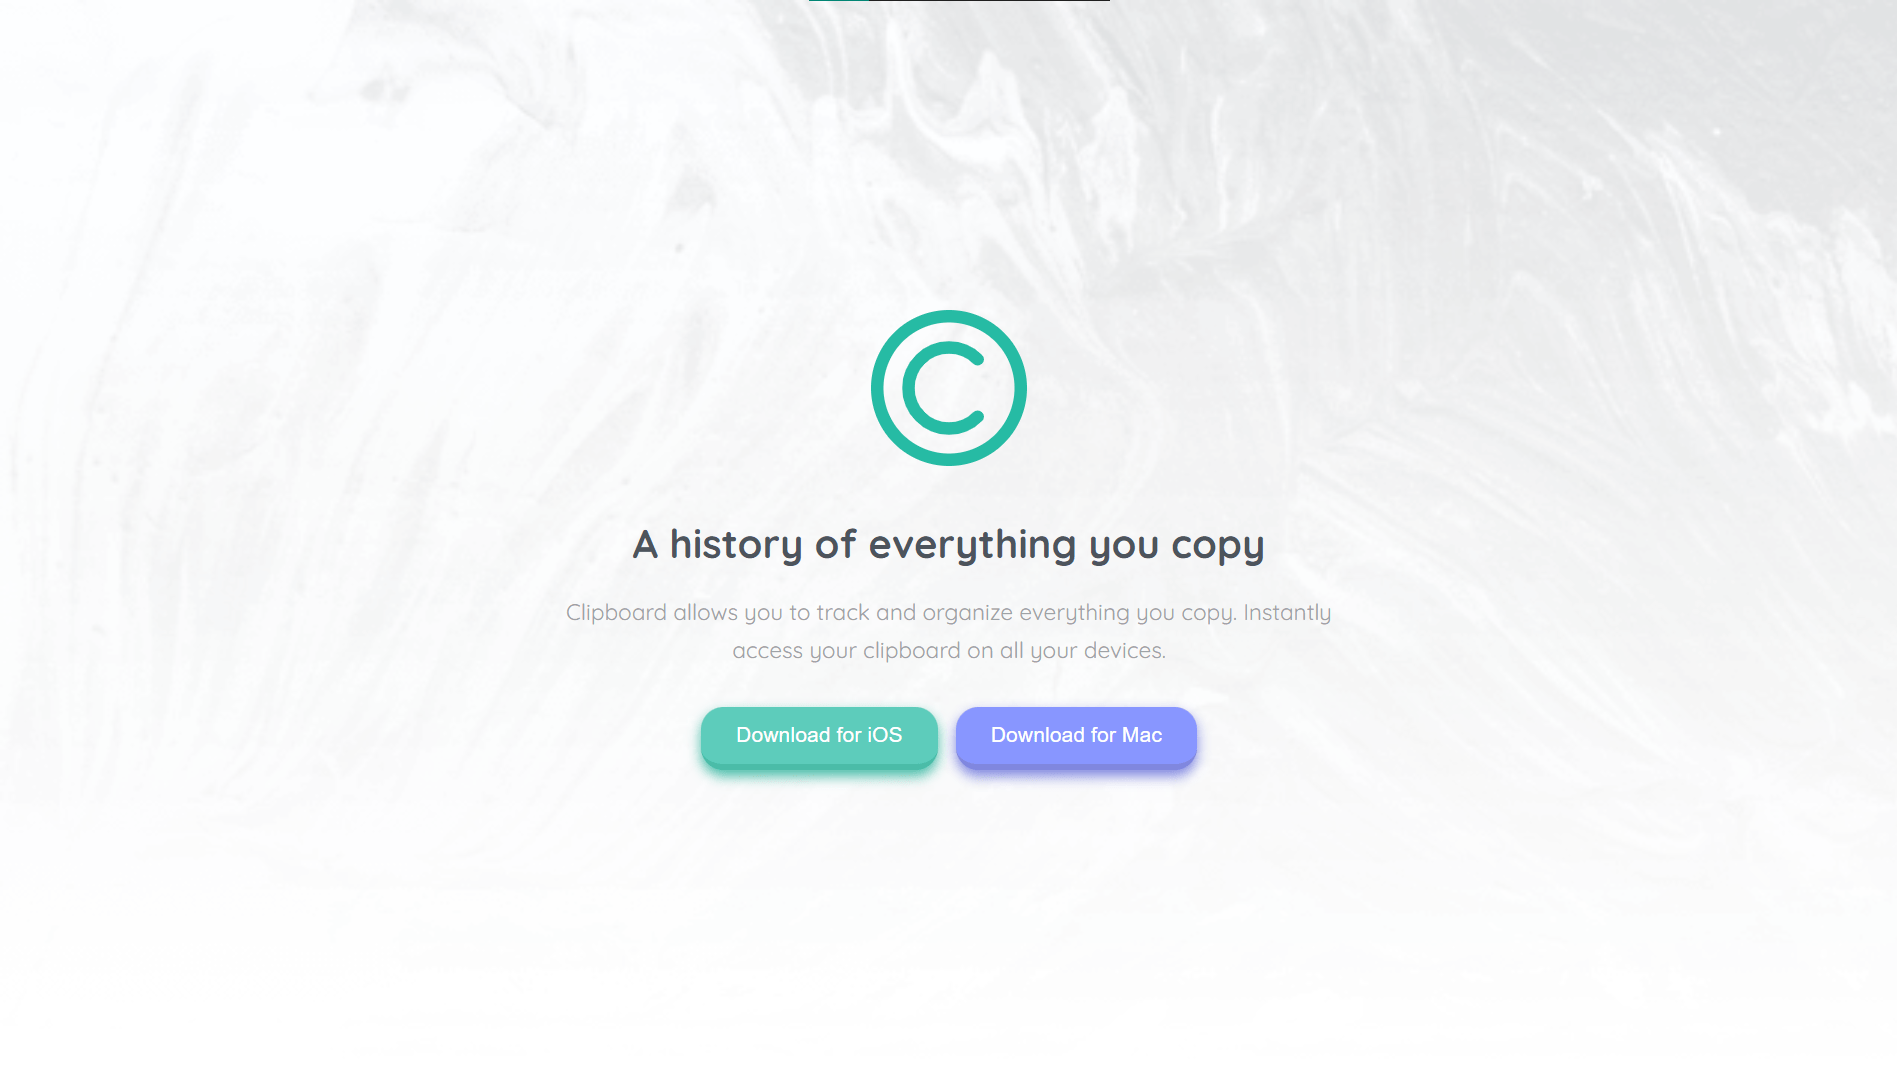 A history of everything you copy
Clipboard allows you to track and organize everything you copy. Instantly
access your clipboard on all your devices.
Download for iOS
Download for Mac